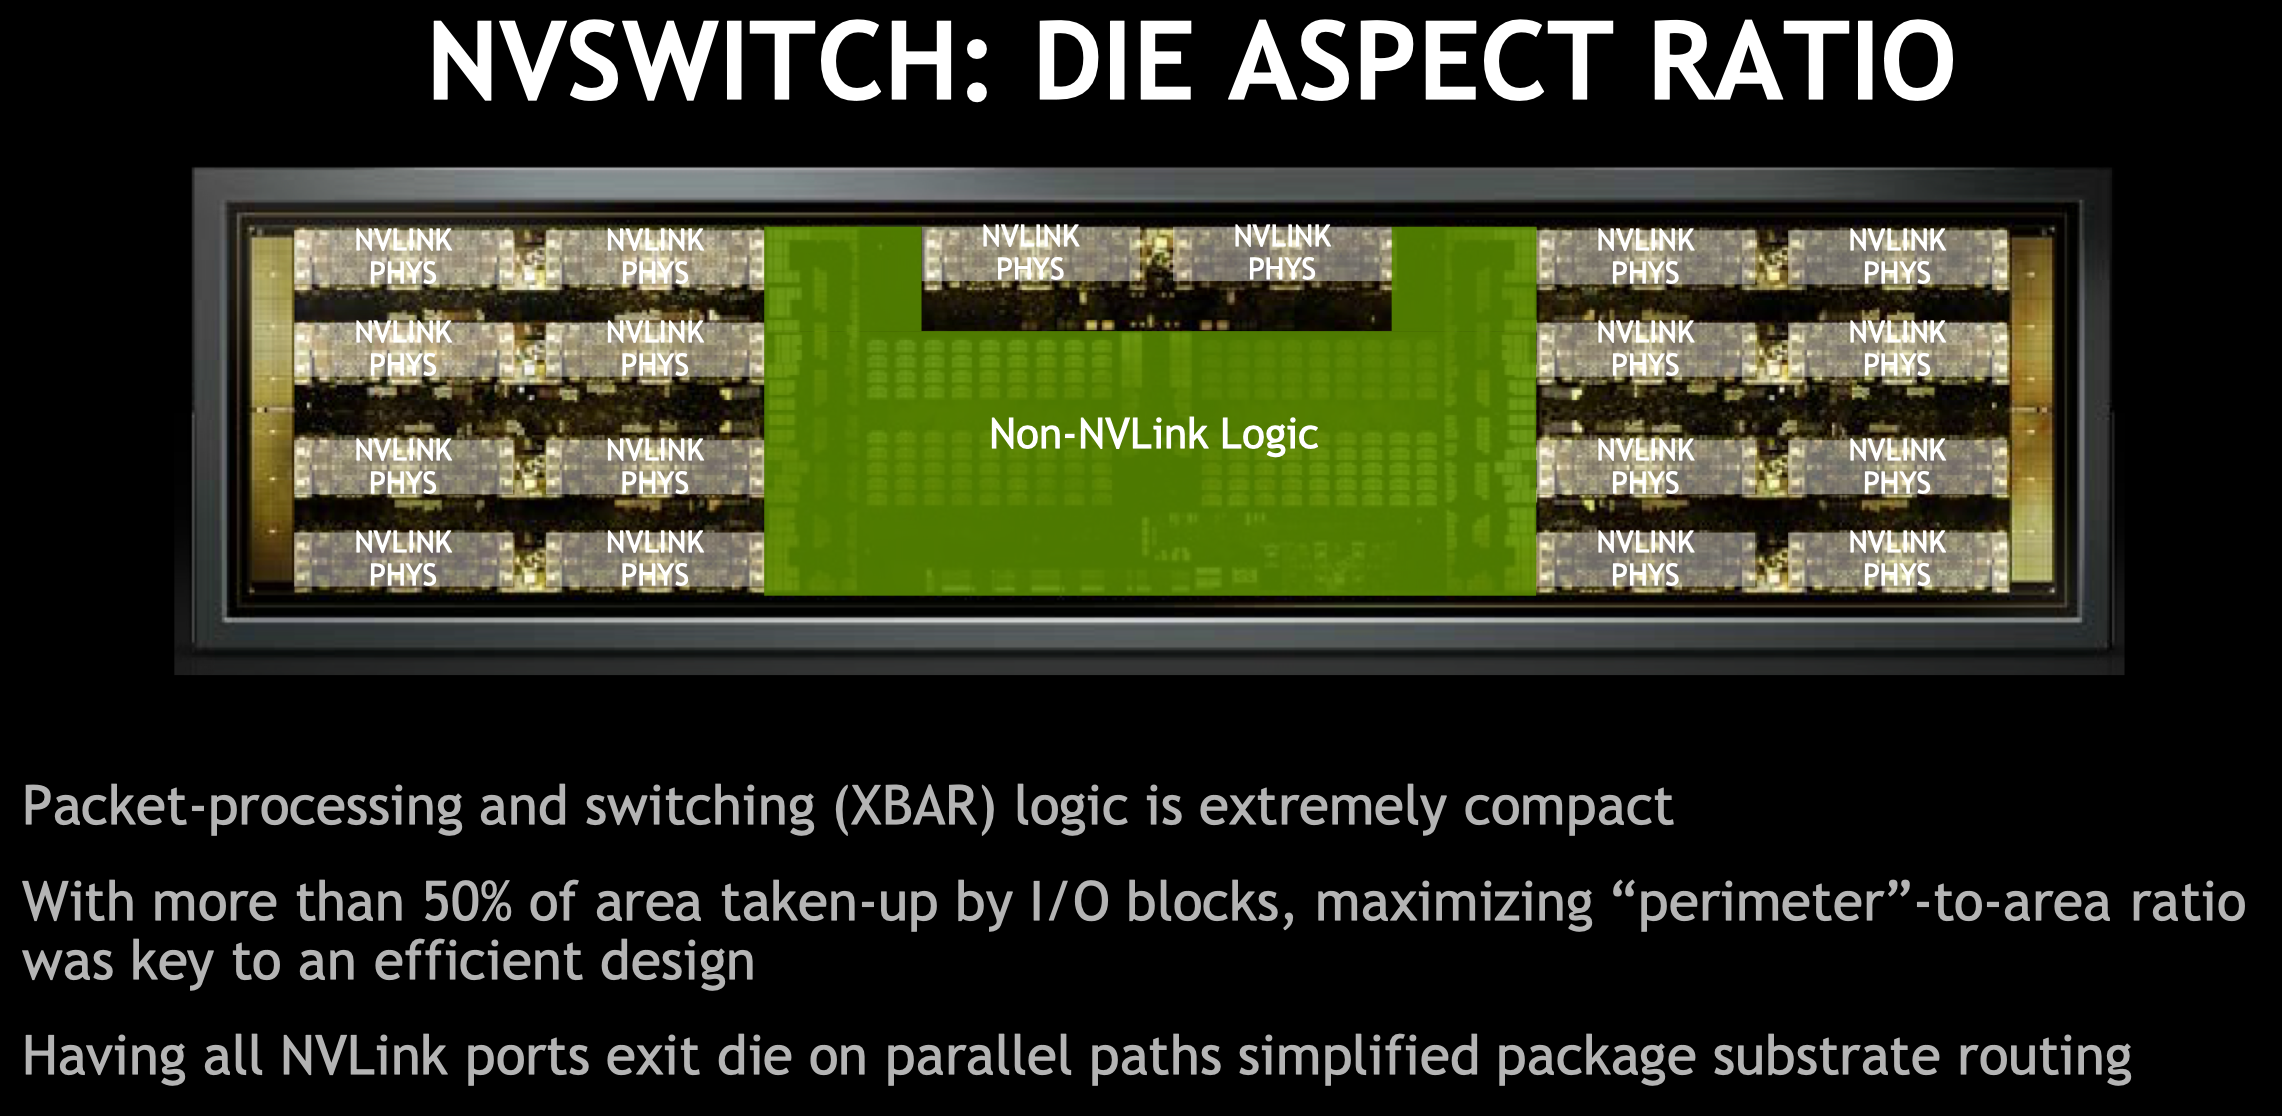 NVSWITCH: DIE ASPECT RATIO
NVLINK PHYS NVLINK PHYS NVLINK PHYS NVLINK PHYS NVLINK PHYS NVLINK PHYS
NVLINK PHYS NVLINK PHYS NVLINK PHYS NVLINK PHYS
Non-NVLink Logic
NVLINK PHYS NVLINK PHYS NVLINK PHYS NVLINK PHYS
NVLINK PHYS NVLINK PHYS NVLINK PHYS NVLINK PHYS
Packet-processing and switching (XBAR) logic is extremely compact
With more than 50% of area taken-up by I/O blocks, maximizing “perimeter”-to-area ratio
was key to an efficient design
Having all NVLink ports exit die on parallel paths simplified package substrate routing